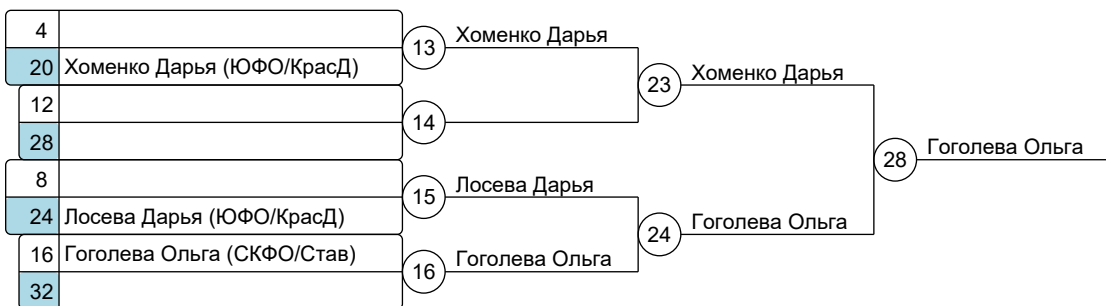 4
20 Хоменко Дарья (ЮФО/КрасД)
12
28
8
24 Лосева Дарья (ЮФО/КрасД)
16 Гоголева Ольга (СКФО/Став)
32
13 Хоменко Дарья
14
15 Лосева Дарья
16 Гоголева Ольга
23 Хоменко Дарья
24 Гоголева Ольга
28 Гоголева Ольга